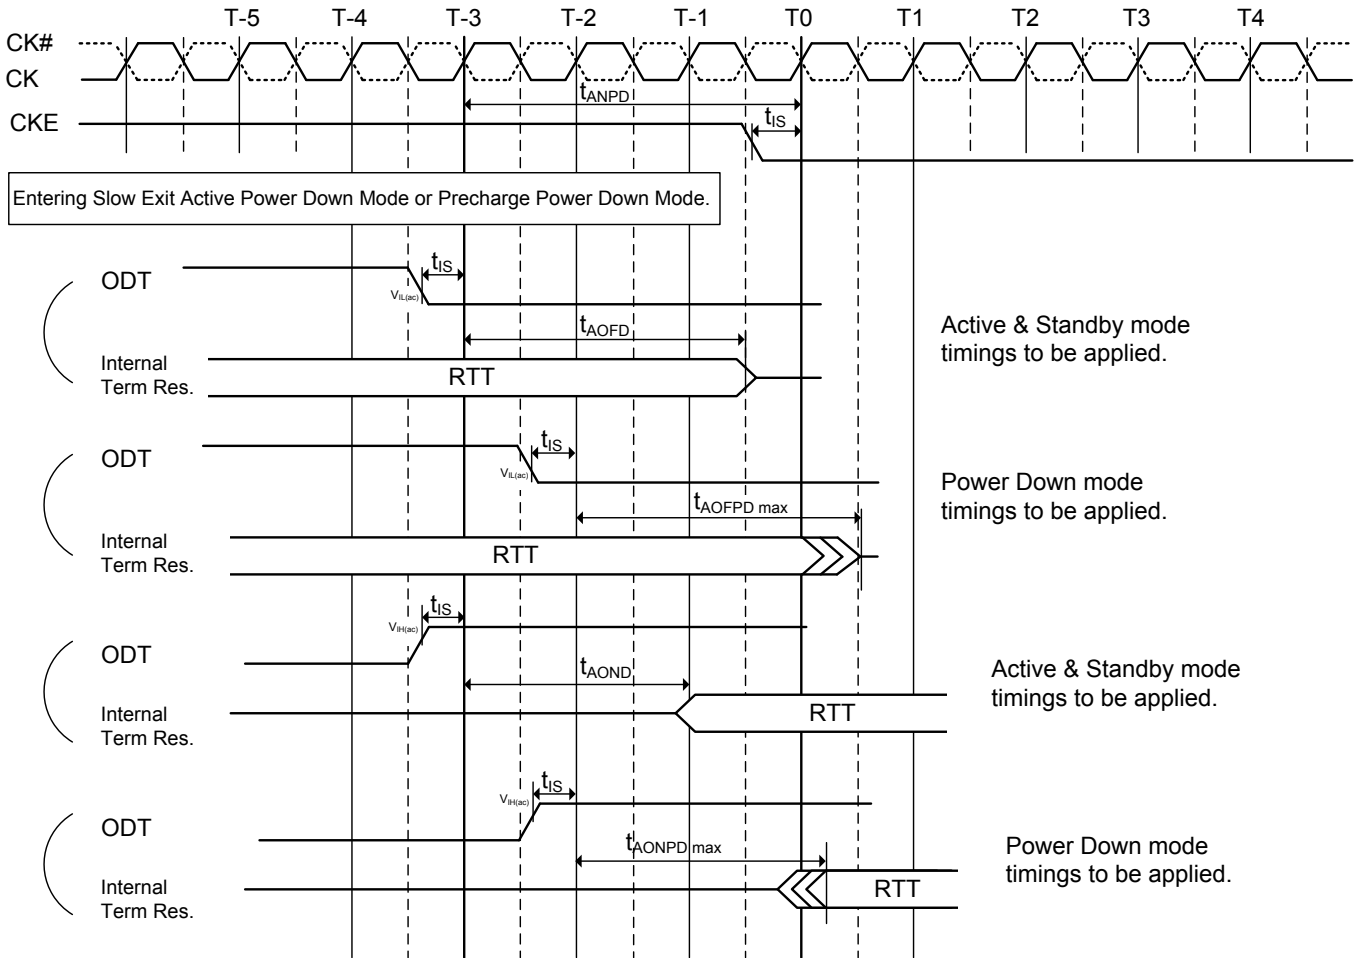 T-5 T-4 T-3 T-2 T-1 T0 T1 T2 T3 T4
CK#
CK
tANPD
CKE
tIS
Entering Slow Exit Active Power Down Mode or Precharge Power Down Mode.
ODT
tIS
VIL(ac)
tAOFD
Internal
Term Res.
RTT
Active & Standby mode
timings to be applied.
ODT
tIS
VIL(ac)
tAOFPD max
Internal
Term Res.
RTT
Power Down mode
timings to be applied.
ODT
tIS
VIH(ac)
tAOND
Internal
Term Res.
RTT
Active & Standby mode
timings to be applied.
ODT
tIS
VIH(ac)
tAONPD max
Internal
Term Res.
RTT
Power Down mode
timings to be applied.